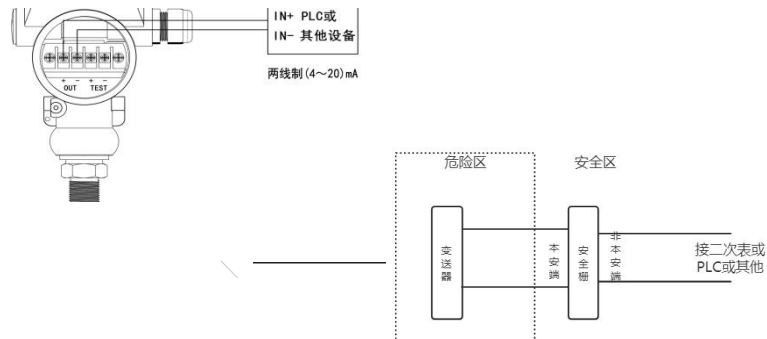 IN+ PLC或
IN- 其他设备
+ - + -
OUT TEST
两线制(4～20)mA
危险区
安全区
变送器
本安端
安全栅
非本安端
接二次表或
PLC或其他